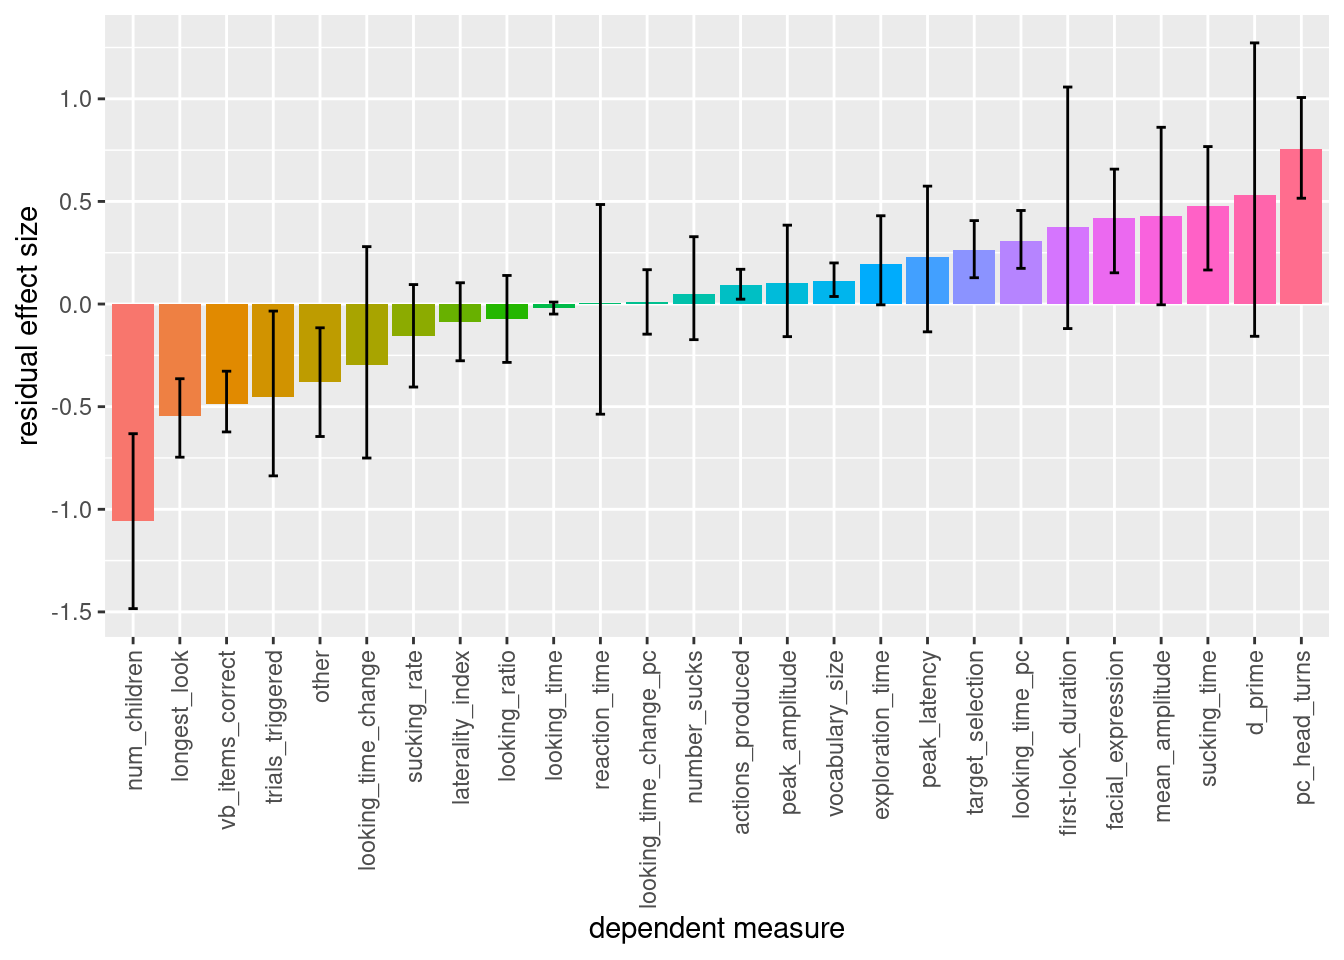 residual effect size
1.0
0.5
0.0
-0.5
-1.0
-1.5
num_children
longest_look
vb_items_correct
trials_triggered
other
looking_time_change
sucking_rate
laterality_index
looking_ratio
looking_time
reaction_time
looking_time_change_pc
number_sucks
actions_produced
peak_amplitude
vocabulary_size
exploration_time
peak_latency
target_selection
looking_time_pc
first-look_duration
facial_expression
mean_amplitude
sucking_time
d_prime
pc_head_turns
dependent measure